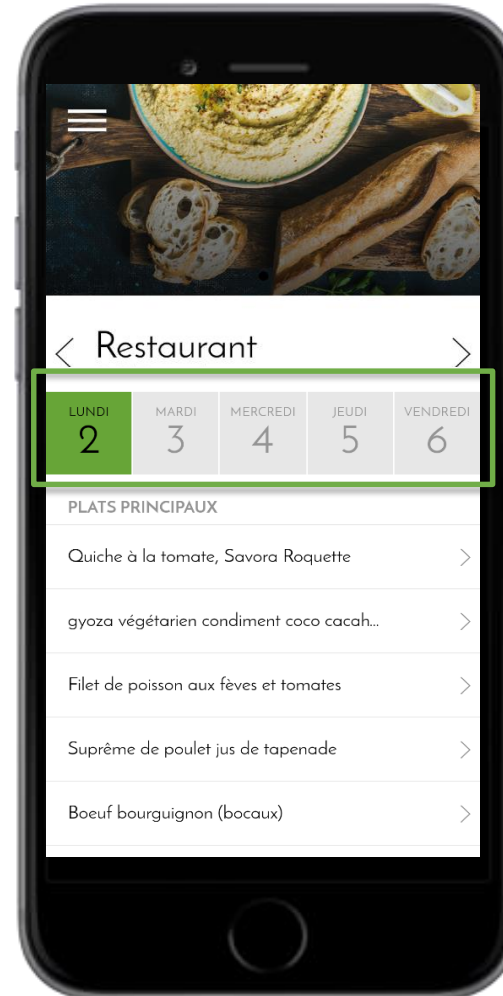 Restaurant
LUNDI MARDI MERCREDI JEUDI VENDREDI
2 3 4 5 6
PLATS PRINCIPAUX
Quiche à la tomate, Savora Roquette
gyoza végétarien condiment coco cacah...
Filet de poisson aux fèves et tomates
Suprême de poulet jus de tapenade
Boeuf bourguignon (bocaux)